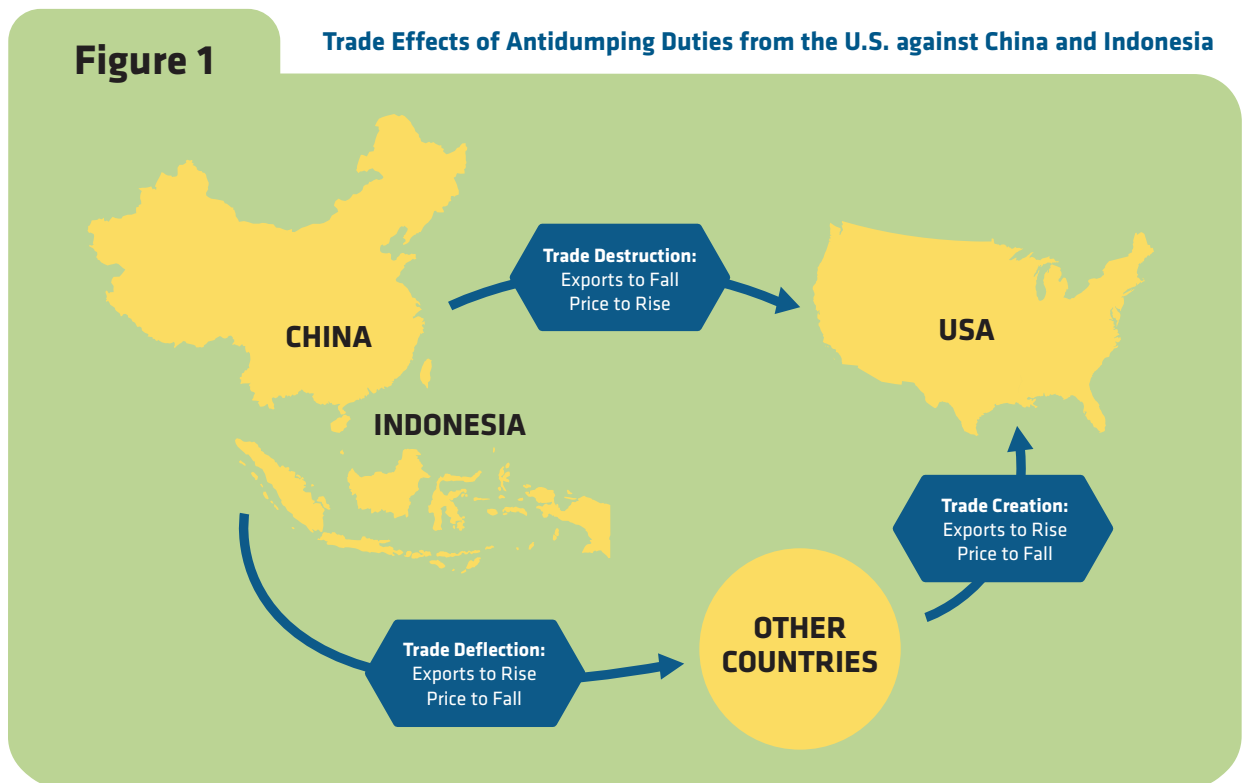 Figure 1
Trade Effects of Antidumping Duties from the U.S. against China and Indonesia
CHINA
INDONESIA
Trade Destruction:
Exports to Fall
Price to Rise
USA
Trade Creation:
Exports to Rise
Price to Fall
OTHER
COUNTRIES
Trade Deflection:
Exports to Rise
Price to Fall